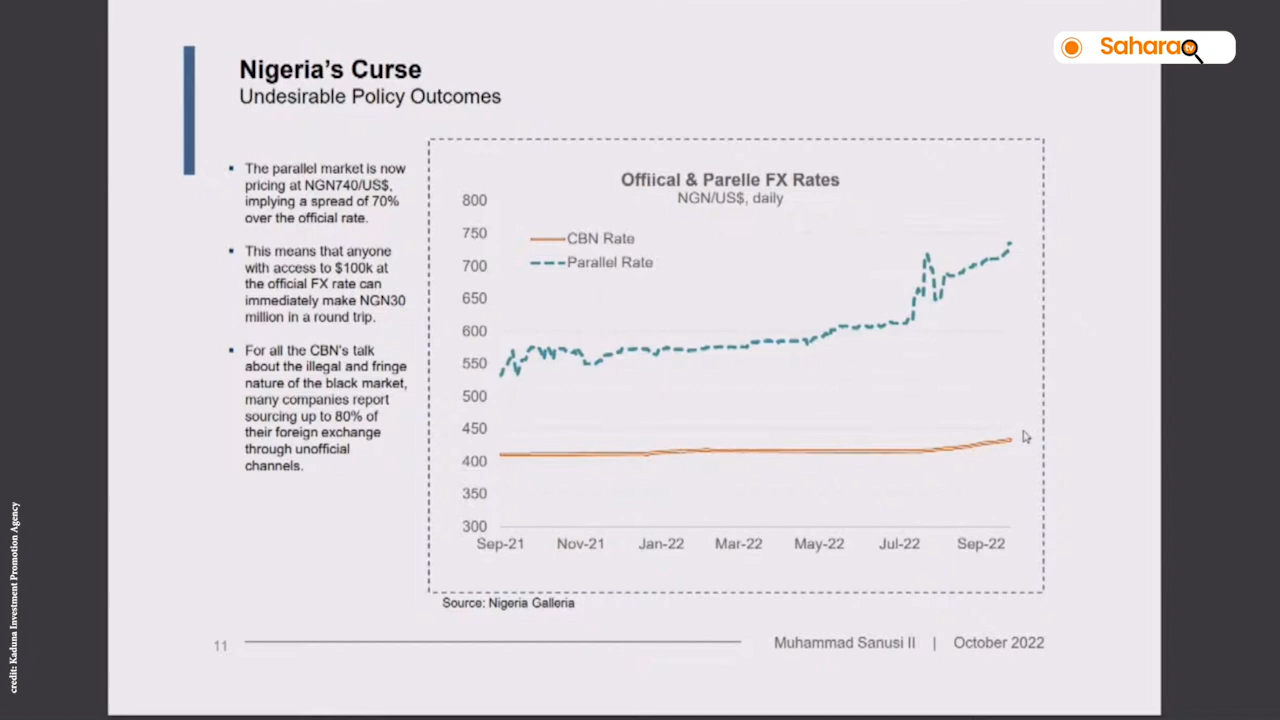 Sahara tv
Nigeria's Curse
Undesirable Policy Outcomes
▪ The parallel market is now
pricing at NGN740/US$,
implying a spread of 70%
over the official rate.
▪ This means that anyone
with access to $100k at
the official FX rate can
immediately make NGN30
million in a round trip.
▪ For all the CBN's talk
about the illegal and fringe
nature of the black market,
many companies report
sourcing up to 80% of
their foreign exchange
through unofficial
channels.
Offiical & Parelle FX Rates
NGN/US$, daily
CBN Rate
Parallel Rate
800
750
700
650
600
550
500
450
400
350
300
Sep-21 Nov-21 Jan-22 Mar-22 May-22 Jul-22 Sep-22
Source: Nigeria Galleria
11
Muhammad Sanusi II | October 2022
credit: Kaduna Investment Promotion Agency